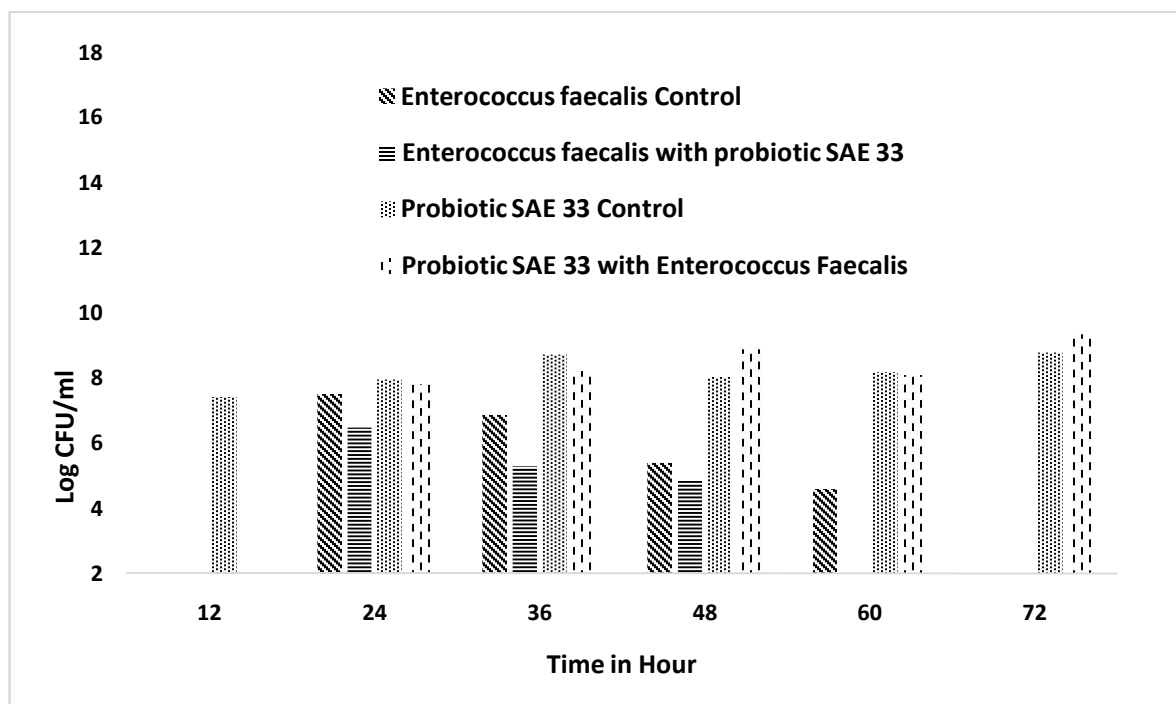 18
16
14
12
10
8
6
4
2
Log CFU/ml
Enterococcus faecalis Control
Enterococcus faecalis with probiotic SAE 33
Probiotic SAE 33 Control
Probiotic SAE 33 with Enterococcus Faecalis
12 24 36 48 60 72
Time in Hour